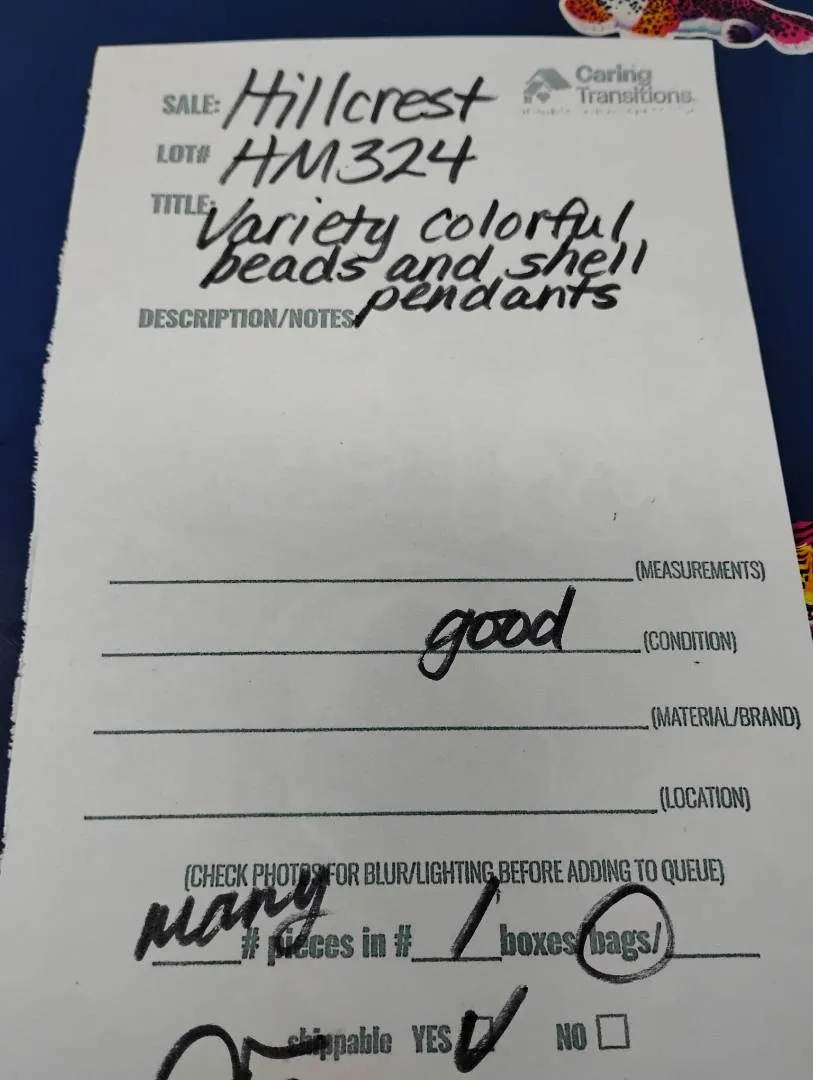 Caring
Transitions
SALE: Hillcrest
LOT# HM324
TITLE: Variety colorful
beads and shell
pendants
DESCRIPTION/NOTES
(MEASUREMENTS)
good (CONDITION)
(MATERIAL/BRAND)
(LOCATION)
(CHECK PHOTOS FOR BLUR/LIGHTING BEFORE ADDING TO QUEUE)
many # pieces in # 1 boxes/bags/
shippable YES NO